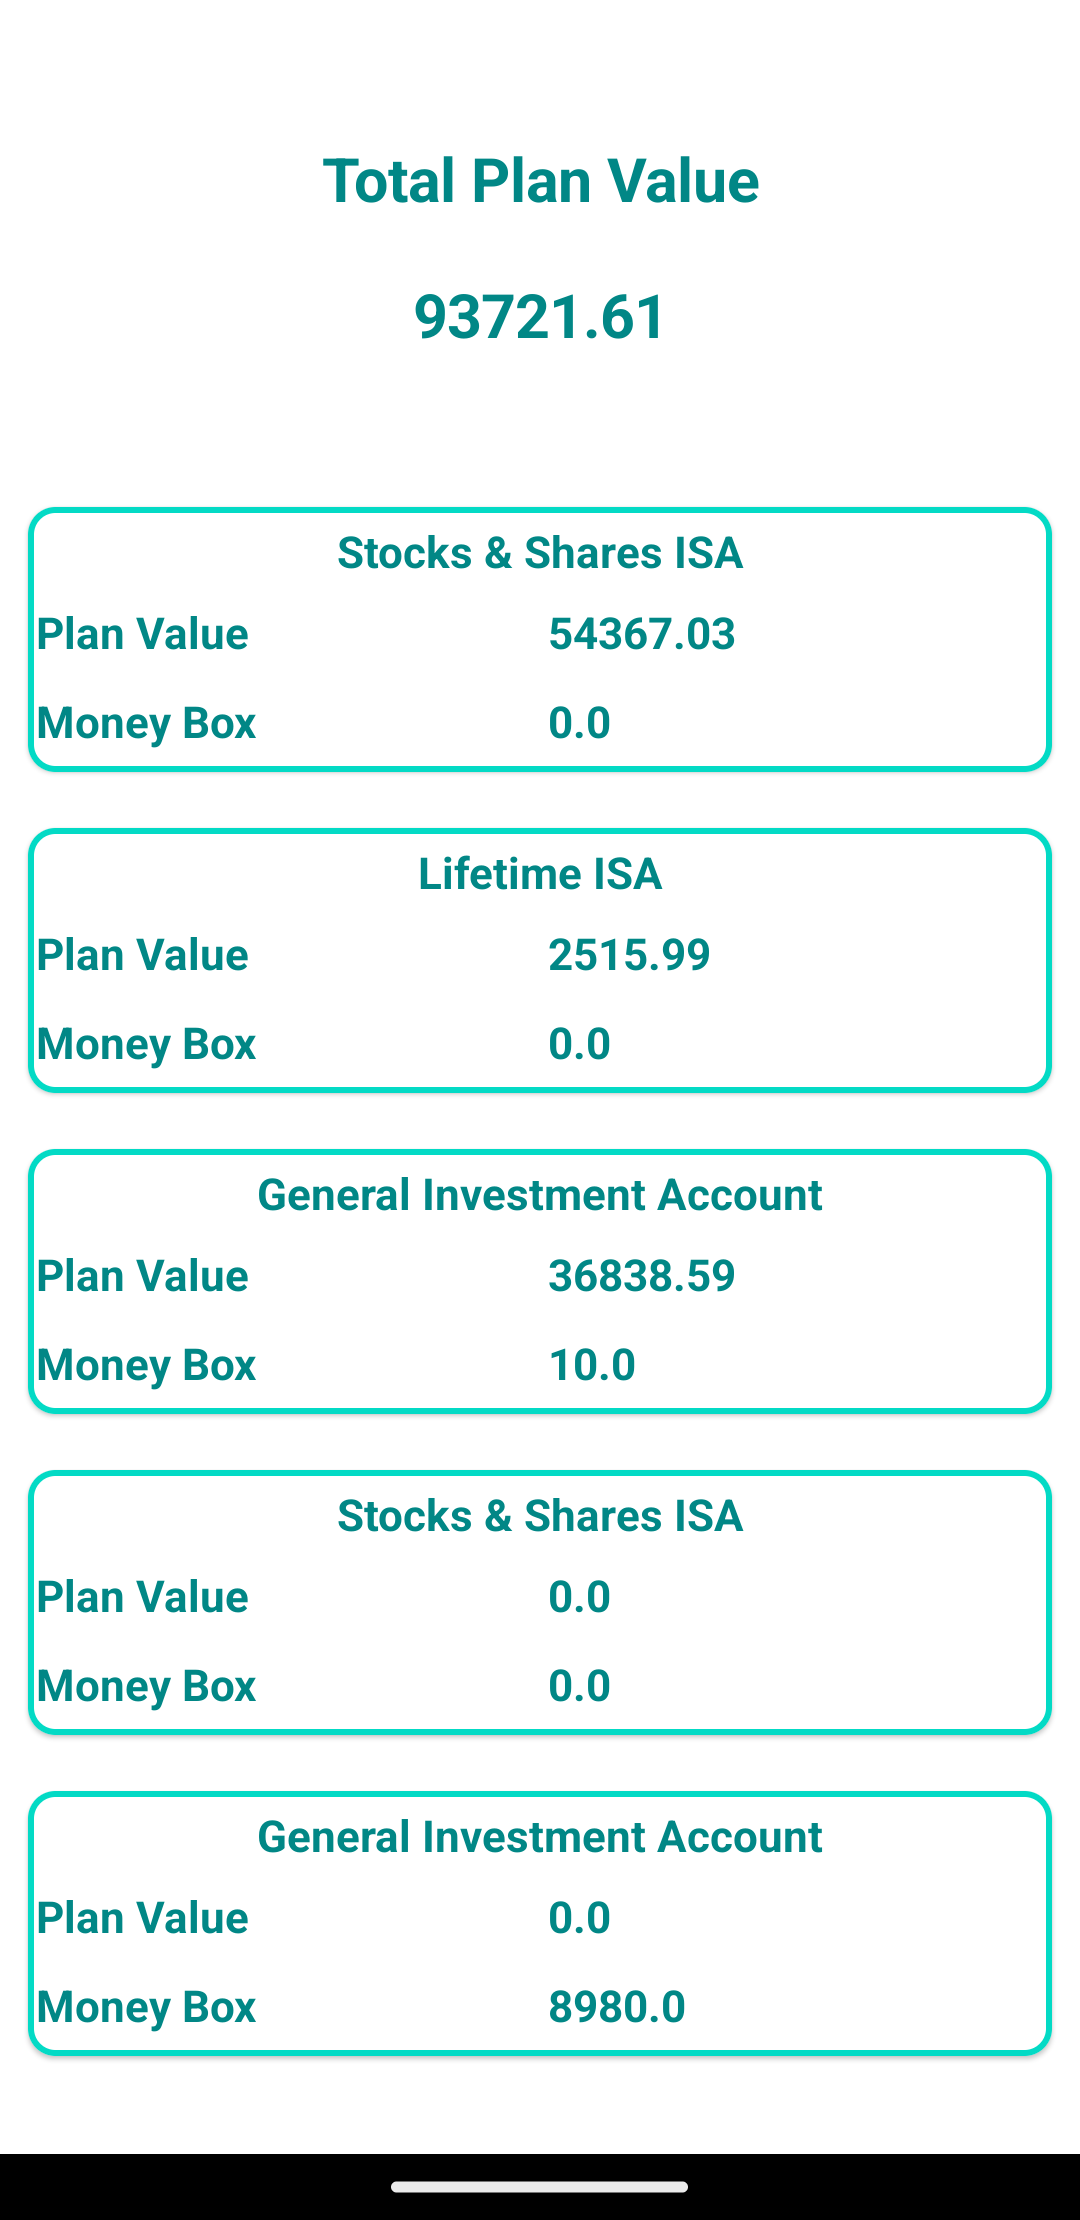 Total Plan Value
93721.61
Stocks & Shares ISA
Plan Value 54367.03
Money Box 0.0
Lifetime ISA
Plan Value 2515.99
Money Box 0.0
General Investment Account
Plan Value 36838.59
Money Box 10.0
Stocks & Shares ISA
Plan Value 0.0
Money Box 0.0
General Investment Account
Plan Value 0.0
Money Box 8980.0